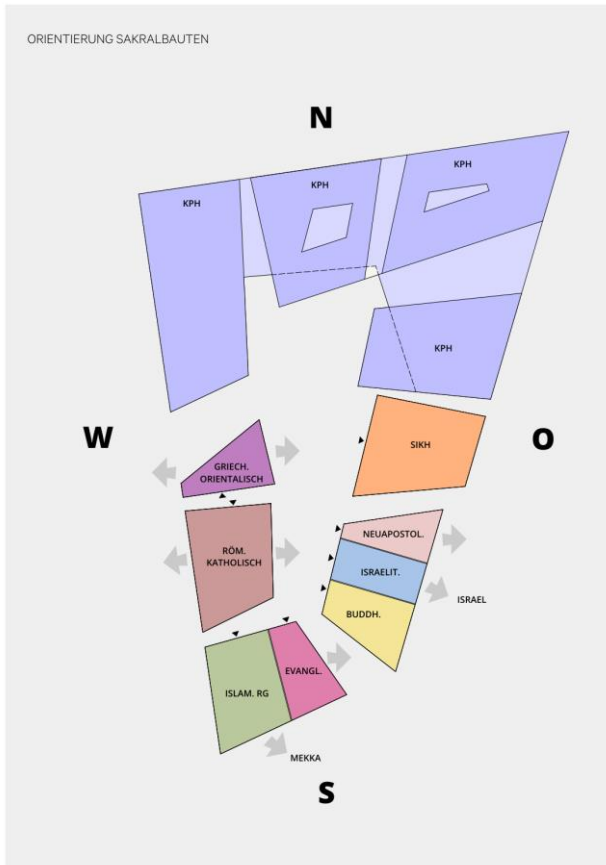 ORIENTIERUNG SAKRALBAUTEN
N
KPH
KPH
KPH
KPH
W
O
SIKH
GRIECH.
ORIENTALISCH
NEUAPOSTOL.
RÖM.
KATHOLISCH
ISRAELIT.
ISRAEL
BUDDH.
EVANGL.
ISLAM. RG
MEKKA
S